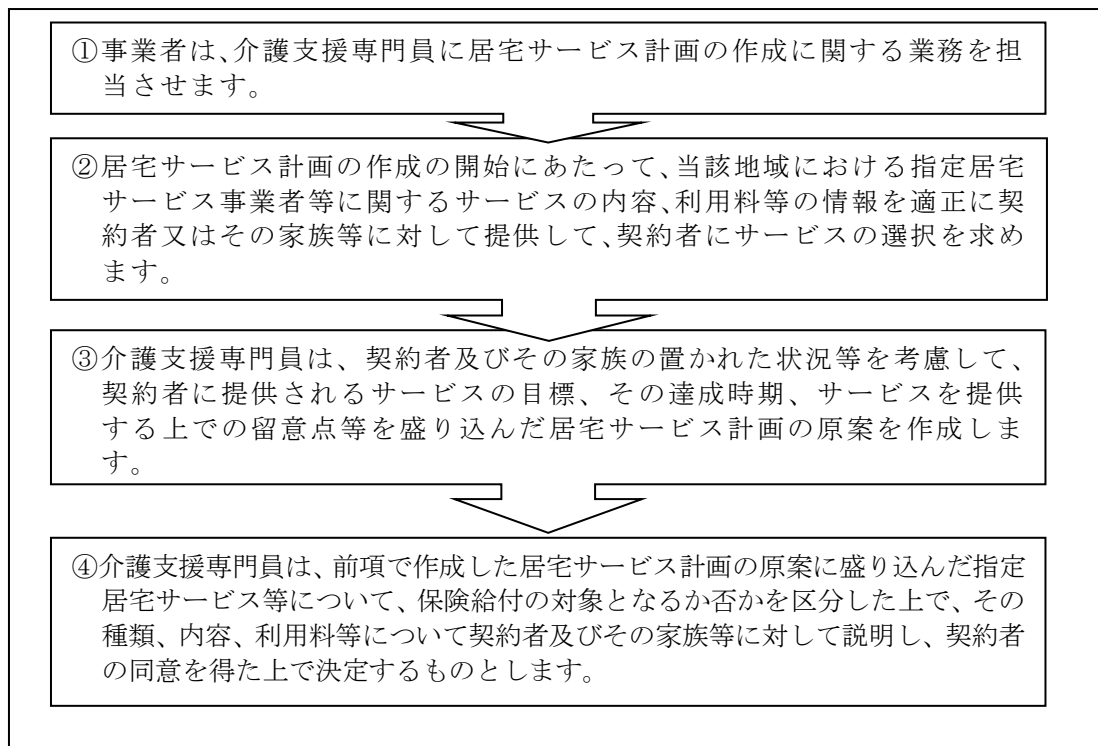 ①事業者は、介護支援専門員に居宅サービス計画の作成に関する業務を担
当させます。
②居宅サービス計画の作成の開始にあたって、当該地域における指定居宅
サービス事業者等に関するサービスの内容、利用料等の情報を適正に契
約者又はその家族等に対して提供して、契約者にサービスの選択を求め
ます。
③介護支援専門員は、契約者及びその家族の置かれた状況等を考慮して、
契約者に提供されるサービスの目標、その達成時期、サービスを提供
する上での留意点等を盛り込んだ居宅サービス計画の原案を作成しま
す。
④介護支援専門員は、前項で作成した居宅サービス計画の原案に盛り込んだ指定
居宅サービス等について、保険給付の対象となるか否かを区分した上で、その
種類、内容、利用料等について契約者及びその家族等に対して説明し、契約者
の同意を得た上で決定するものとします。